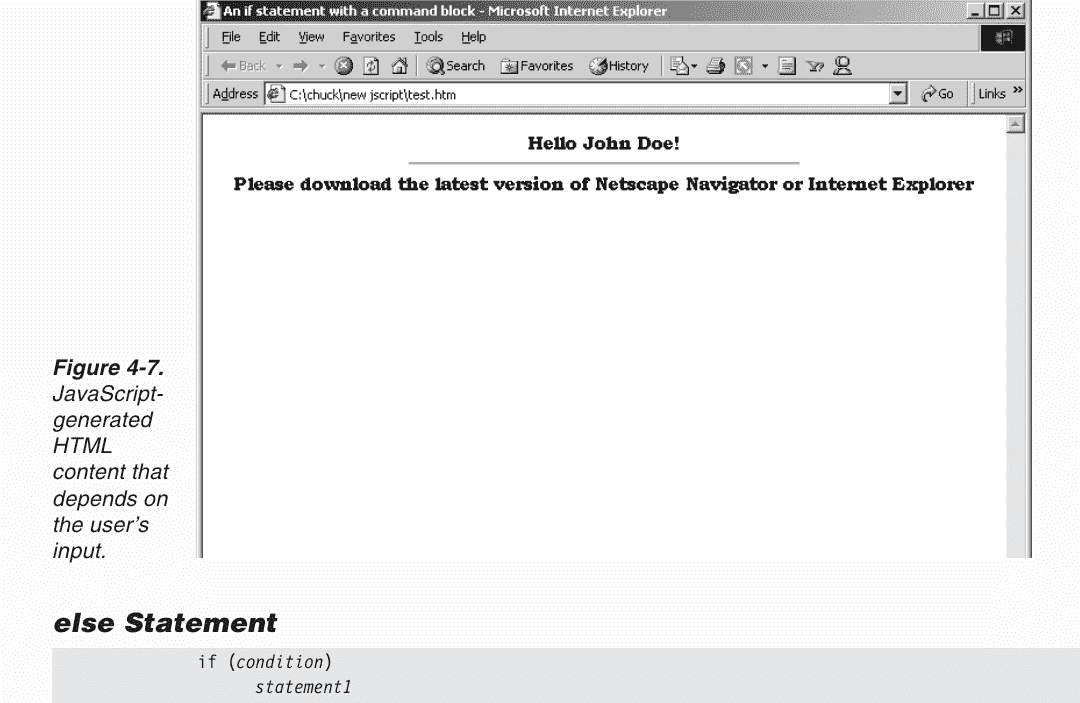 An if statement with a command block - Microsoft Internet Explorer
File Edit View Favorites Tools Help
Back Search Favorites History
Address C:\chuck\new jscript\test.htm Go Links »
Hello John Doe!
Please download the latest version of Netscape Navigator or Internet Explorer
Figure 4-7.
JavaScript-
generated
HTML
content that
depends on
the user's
input.
else Statement
if (condition)
statement1